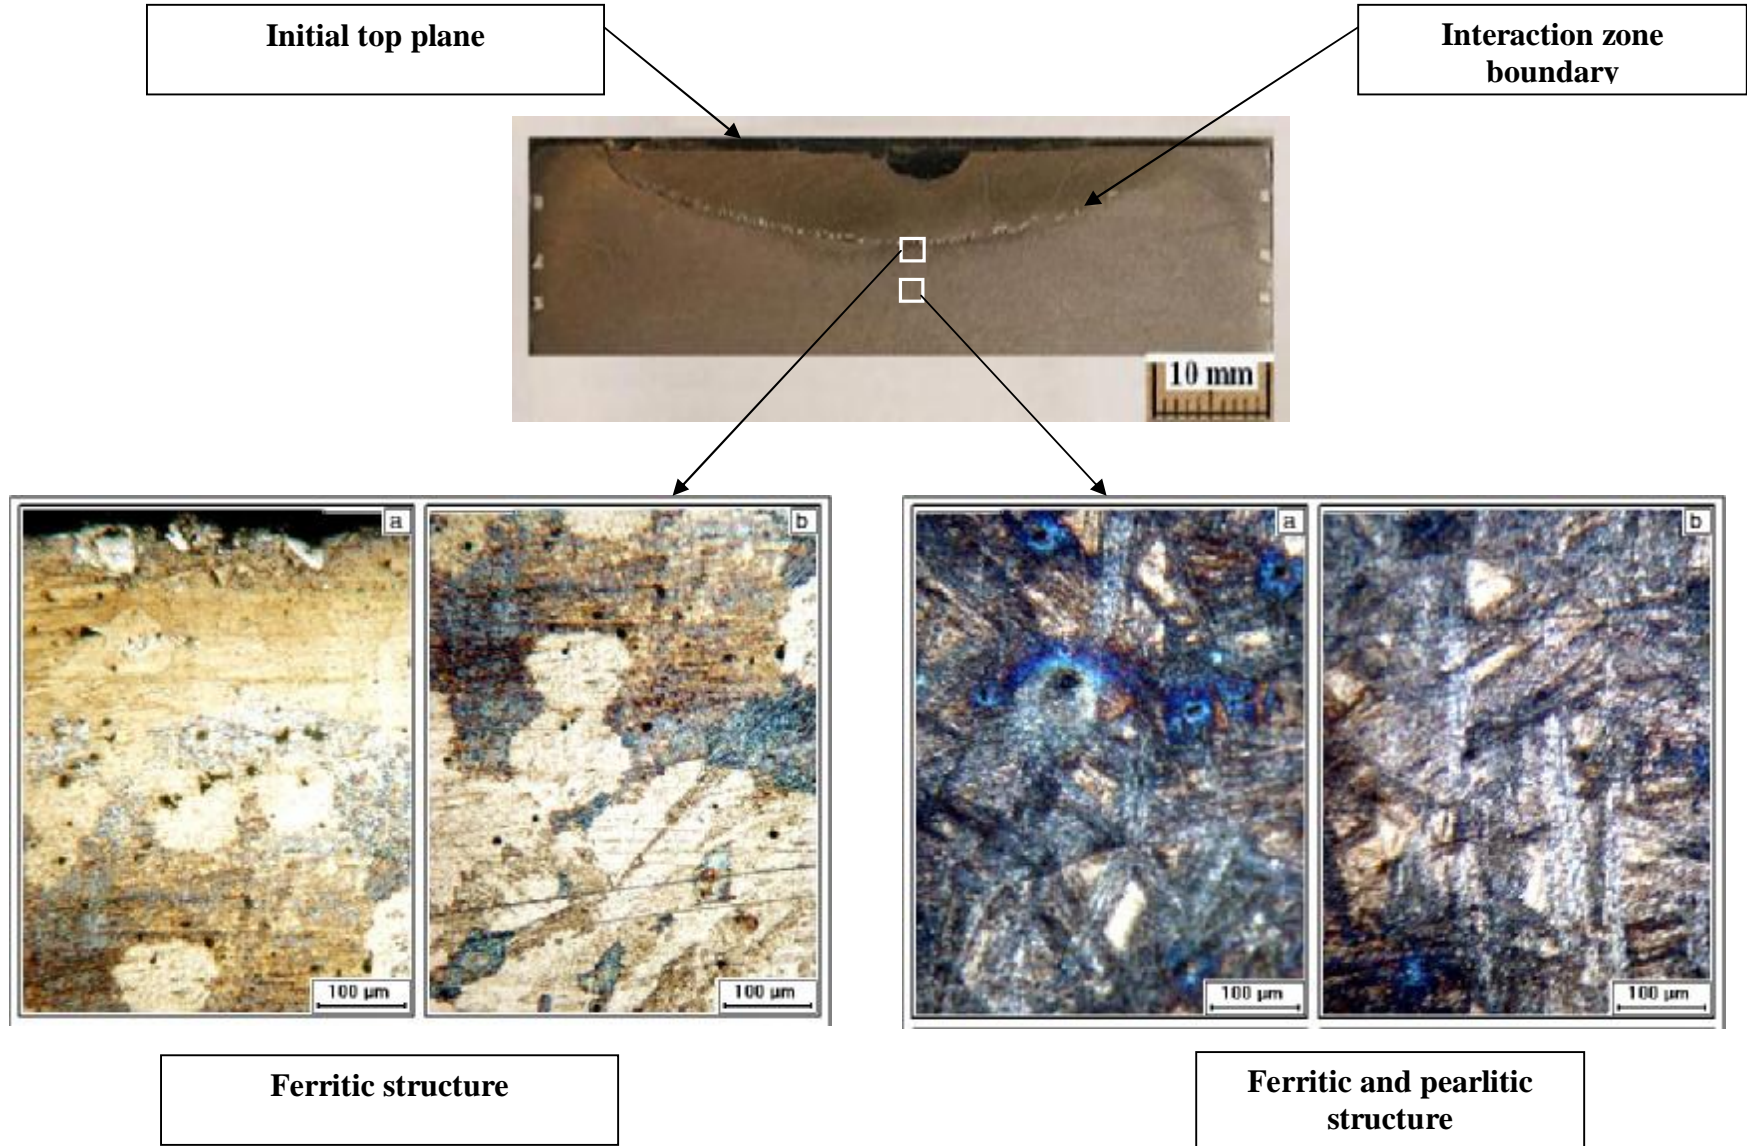 Initial top plane
Interaction zone
boundary
10 mm
a
b
a
b
100 µm
100 µm
100 µm
100 µm
Ferritic structure
Ferritic and pearlitic
structure